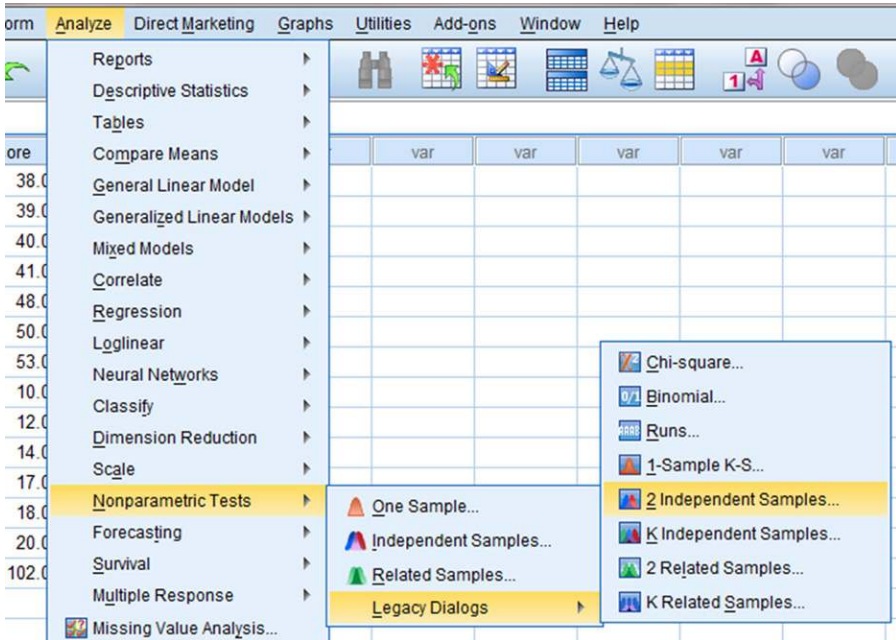 orm Analyze Direct Marketing Graphs Utilities Add-ons Window Help
A
1
ore var var var var var
38.0
39.0
40.0
41.0
48.0
50.0
53.0
10.0
12.0
14.0
17.0
18.0
20.0
102.0
Reports
Descriptive Statistics
Tables
Compare Means
General Linear Model
Generalized Linear Models
Mixed Models
Correlate
Regression
Loglinear
Neural Networks
Classify
Dimension Reduction
Scale
Nonparametric Tests
Forecasting
Survival
Multiple Response
Missing Value Analysis...
One Sample...
Independent Samples...
Related Samples...
Legacy Dialogs
Chi-square...
0/1 Binomial...
Runs...
1-Sample K-S...
2 Independent Samples...
K Independent Samples...
2 Related Samples...
K Related Samples...